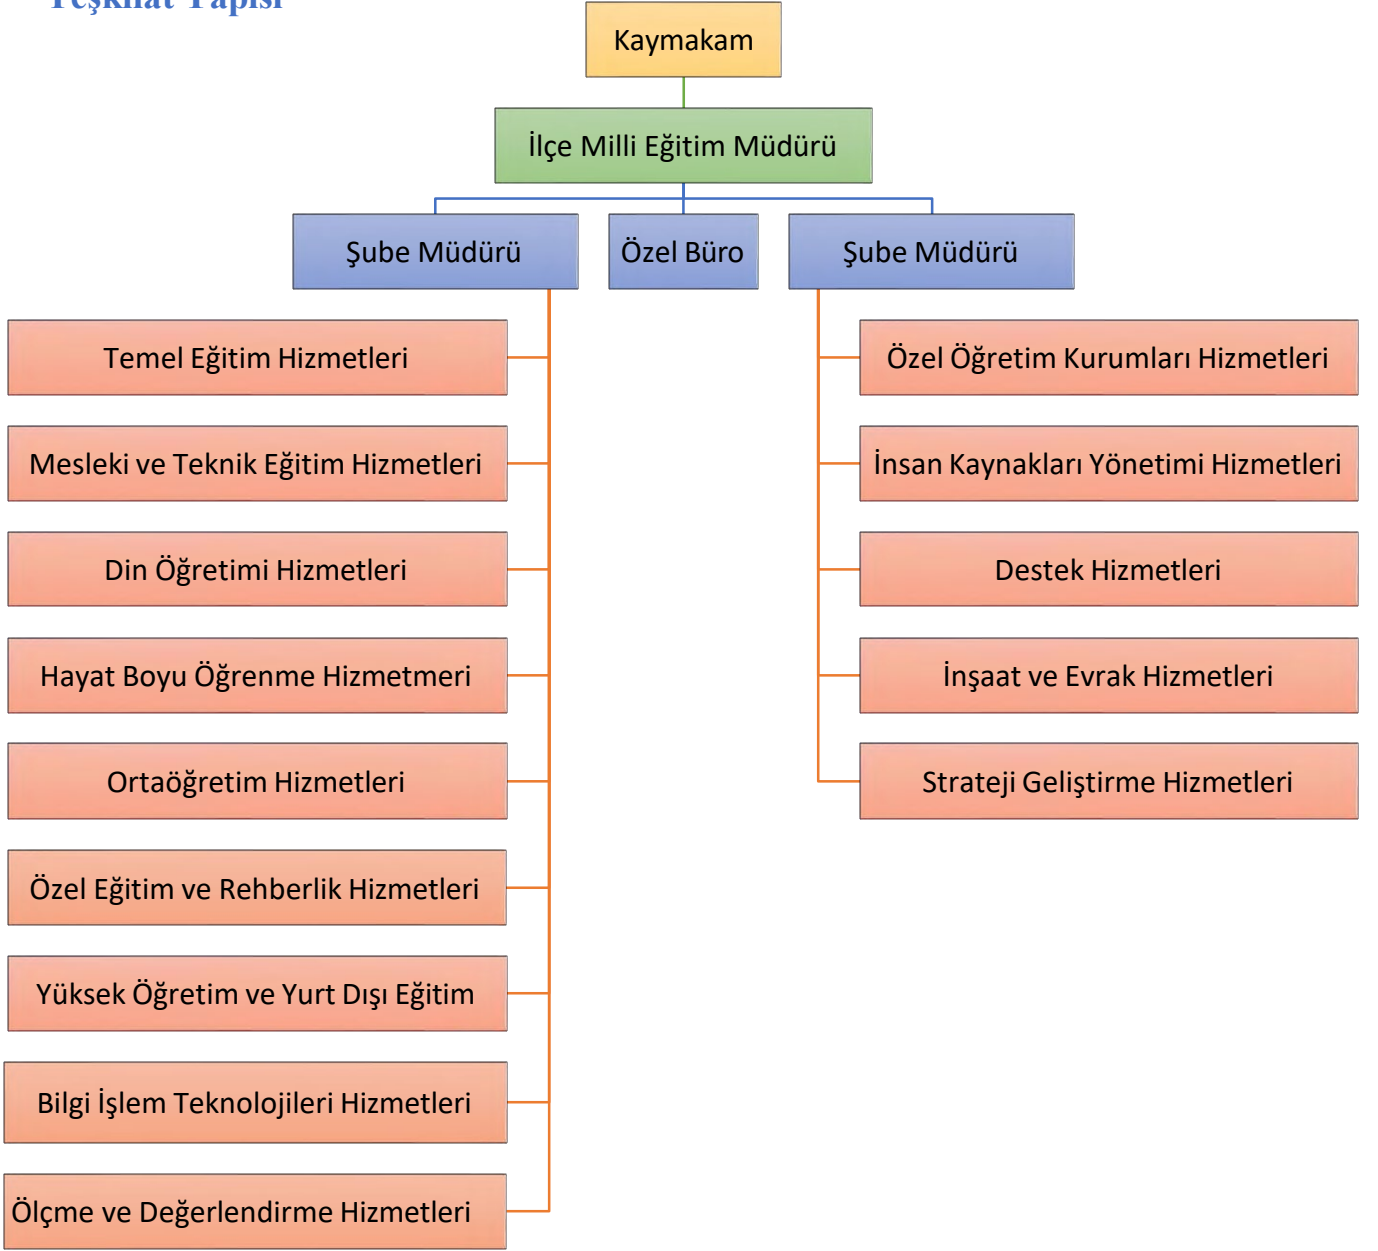 Teşkilat Yapısı
Kaymakam
İlçe Milli Eğitim Müdürü
Şube Müdürü
Özel Büro
Şube Müdürü
Temel Eğitim Hizmetleri
Mesleki ve Teknik Eğitim Hizmetleri
Din Öğretimi Hizmetleri
Hayat Boyu Öğrenme Hizmetmeri
Ortaöğretim Hizmetleri
Özel Eğitim ve Rehberlik Hizmetleri
Yüksek Öğretim ve Yurt Dışı Eğitim
Bilgi İşlem Teknolojileri Hizmetleri
Ölçme ve Değerlendirme Hizmetleri
Özel Öğretim Kurumları Hizmetleri
İnsan Kaynakları Yönetimi Hizmetleri
Destek Hizmetleri
İnşaat ve Evrak Hizmetleri
Strateji Geliştirme Hizmetleri